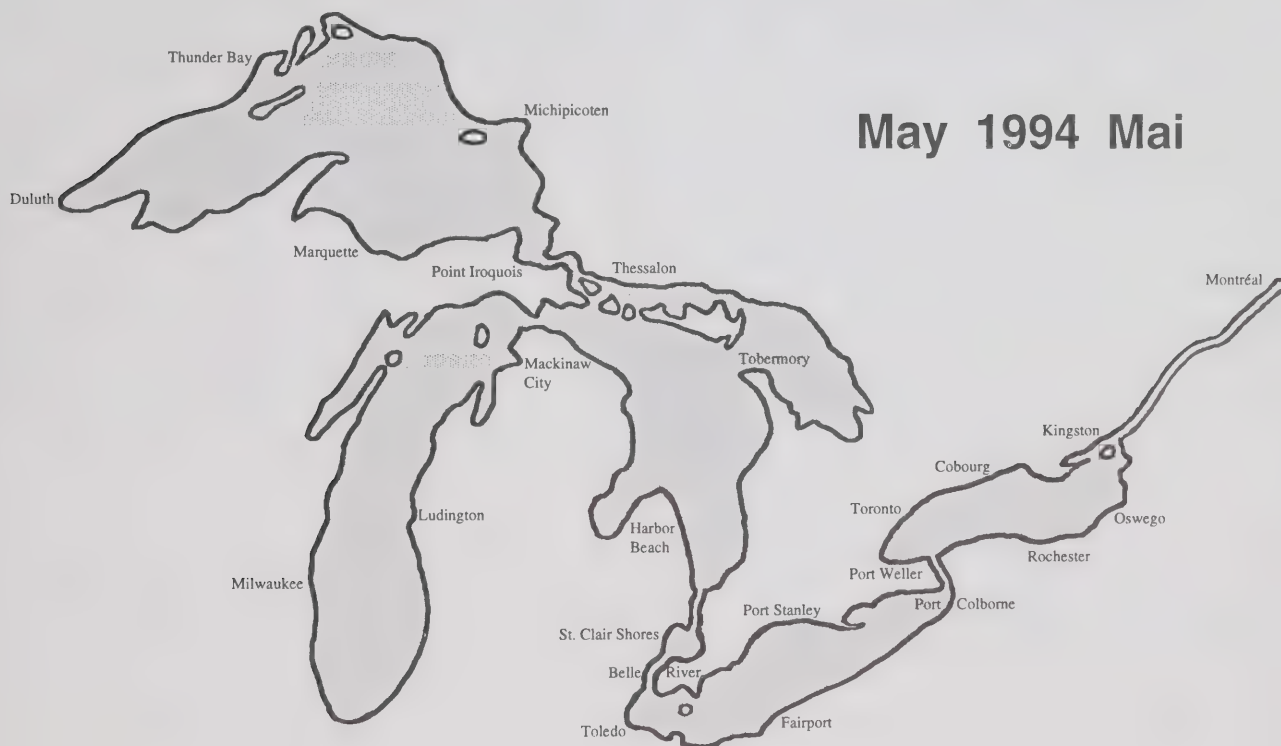 Thunder Bay
Michipicoten
May 1994 Mai
Duluth
Marquette
Point Iroquois
Thessalon
Montréal
Mackinaw
City
Tobermory
Kingston
Cobourg
Ludington
Toronto
Oswego
Harbor
Beach
Rochester
Milwaukee
Port Weller
Port Colborne
Port Stanley
St. Clair Shores
Belle River
Toledo
Fairport